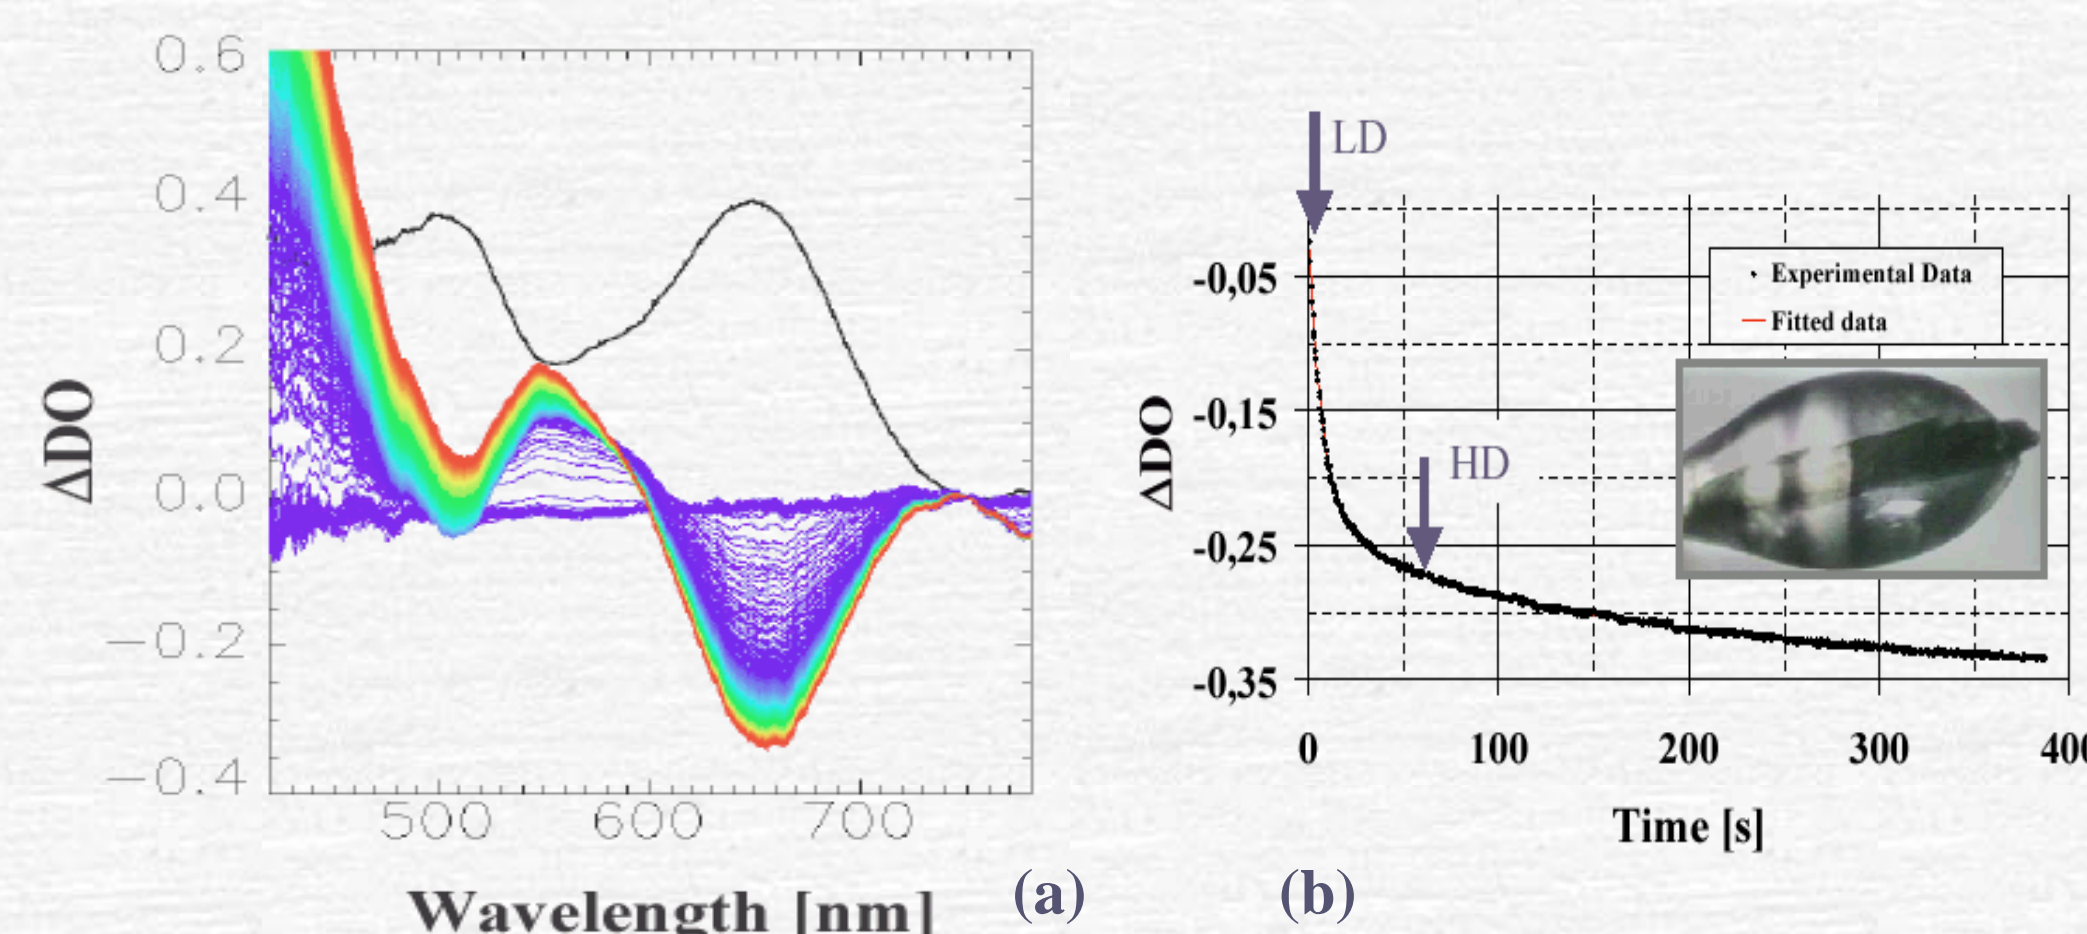 0.6
0.4
0.2
0.0
−0.2
−0.4
ΔDO
500 600 700
Wavelength [nm]
(a)
LD
HD
-0,05
-0,15
-0,25
-0,35
ΔDO
Experimental Data
Fitted data
0 100 200 300 400
Time [s]
(b)